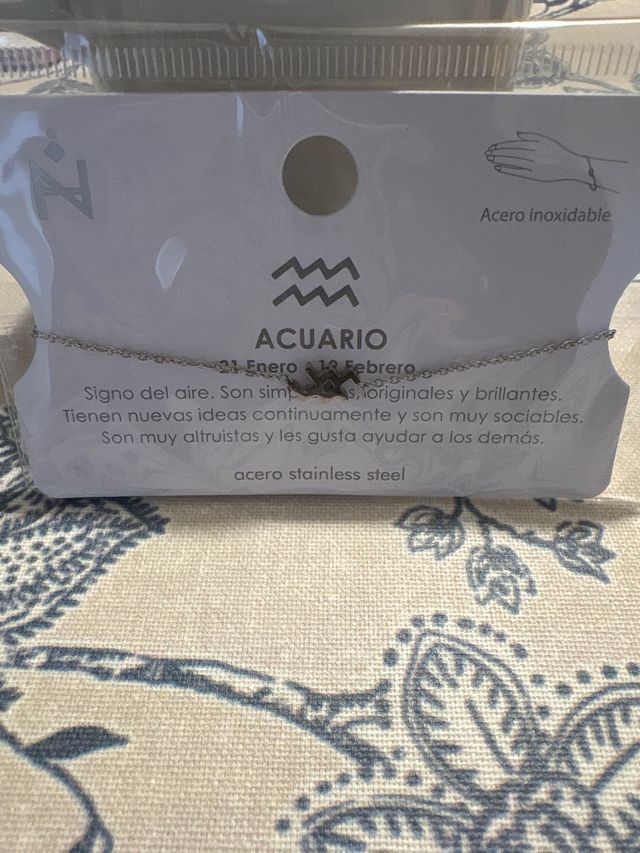 Acero inoxidable
ACUARIO
21 Enero 18 Febrero
Signo del aire. Son originales y brillantes.
Tienen nuevas ideas continuamente y son muy sociables.
Son muy altruistas y les gusta ayudar a los demás.
acero stainless steel